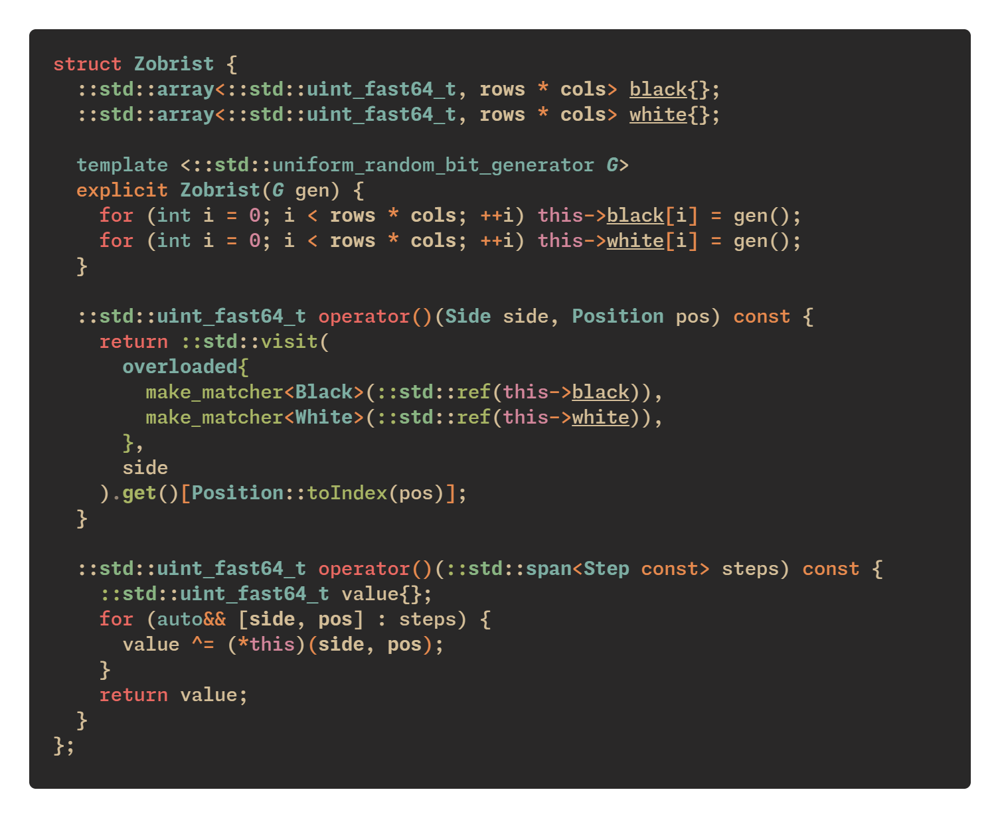 struct Zobrist {
  ::std::array<::std::uint_fast64_t, rows * cols> black{};
  ::std::array<::std::uint_fast64_t, rows * cols> white{};

  template <::std::uniform_random_bit_generator G>
  explicit Zobrist(G gen) {
    for (int i = 0; i < rows * cols; ++i) this->black[i] = gen();
    for (int i = 0; i < rows * cols; ++i) this->white[i] = gen();
  }

  ::std::uint_fast64_t operator()(Side side, Position pos) const {
    return ::std::visit(
      overloaded{
        make_matcher<Black>(::std::ref(this->black)),
        make_matcher<White>(::std::ref(this->white)),
      },
      side
    ).get()[Position::toIndex(pos)];
  }

  ::std::uint_fast64_t operator()(::std::span<Step const> steps) const {
    ::std::uint_fast64_t value{};
    for (auto&& [side, pos] : steps) {
      value ^= (*this)(side, pos);
    }
    return value;
  }
};